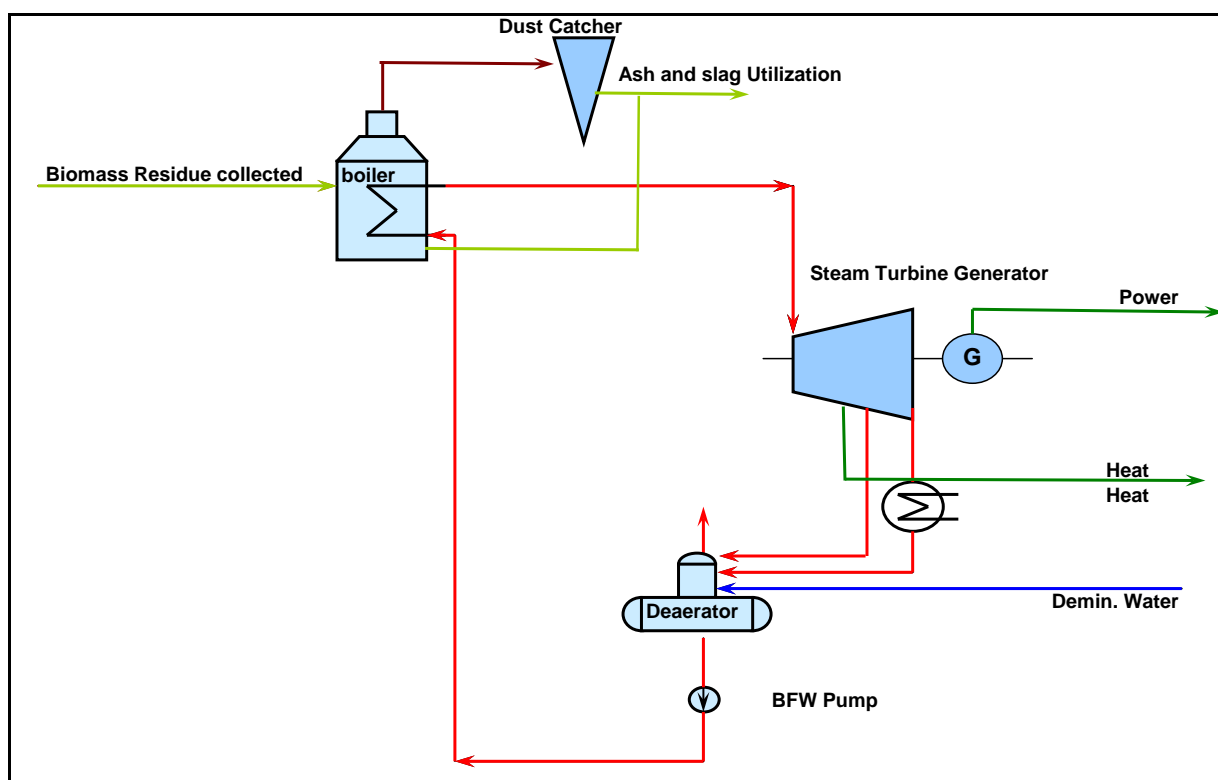 Dust Catcher
Ash and slag Utilization
Biomass Residue collected
boiler
Steam Turbine Generator
Power
G
Heat
Heat
Deaerator
Demin. Water
BFW Pump